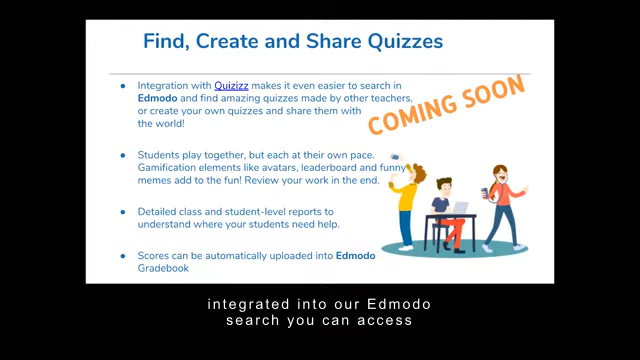 Find, Create and Share Quizzes
COMING SOON
● Integration with Quizizz makes it even easier to search in
Edmodo and find amazing quizzes made by other teachers,
or create your own quizzes and share them with
the world!
● Students play together, but each at their own pace.
Gamification elements like avatars, leaderboard and funny
memes add to the fun! Review your work in the end.
● Detailed class and student-level reports to
understand where your students need help.
● Scores can be automatically uploaded into Edmodo
Gradebook
integrated into our Edmodo
search you can access